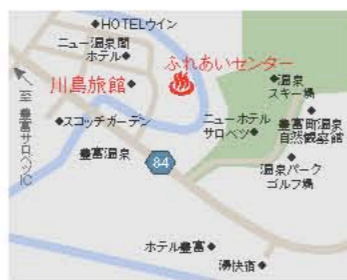 ◆HOTELウイン
ニュー温泉閣
ホテル◆
ふれあいセンター
川島旅館◆
◆温泉
スキー場
至 豊富サロベツIC
◆スコッチガーデン
ニューホテル
サロベツ◆
◆
豊富町温泉
自然観察館
豊富温泉
84
◆
温泉パーク
ゴルフ場
ホテル豊富◆
湯快宿◆